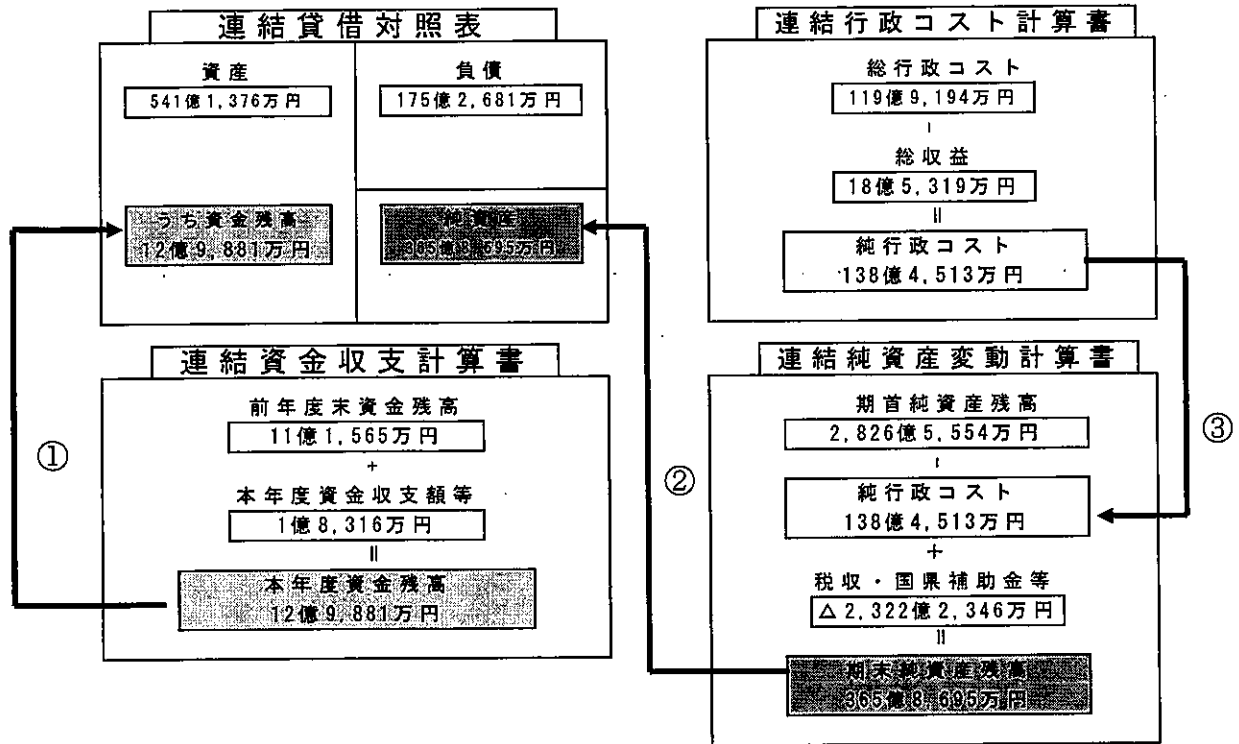 連結貸借対照表
資産
541億1,376万円
負債
175億2,681万円
うち資金残高
12億9,881万円
純資産
365億8,695万円
連結行政コスト計算書
総行政コスト
119億9,194万円
-
総収益
18億5,319万円
=
純行政コスト
138億4,513万円
連結資金収支計算書
前年度末資金残高
11億1,565万円
+
本年度資金収支額等
1億8,316万円
=
本年度資金残高
12億9,881万円
連結純資産変動計算書
期首純資産残高
2,826億5,554万円
-
純行政コスト
138億4,513万円
+
税収・国県補助金等
△2,322億2,346万円
=
期末純資産残高
365億8,695万円
①
②
③